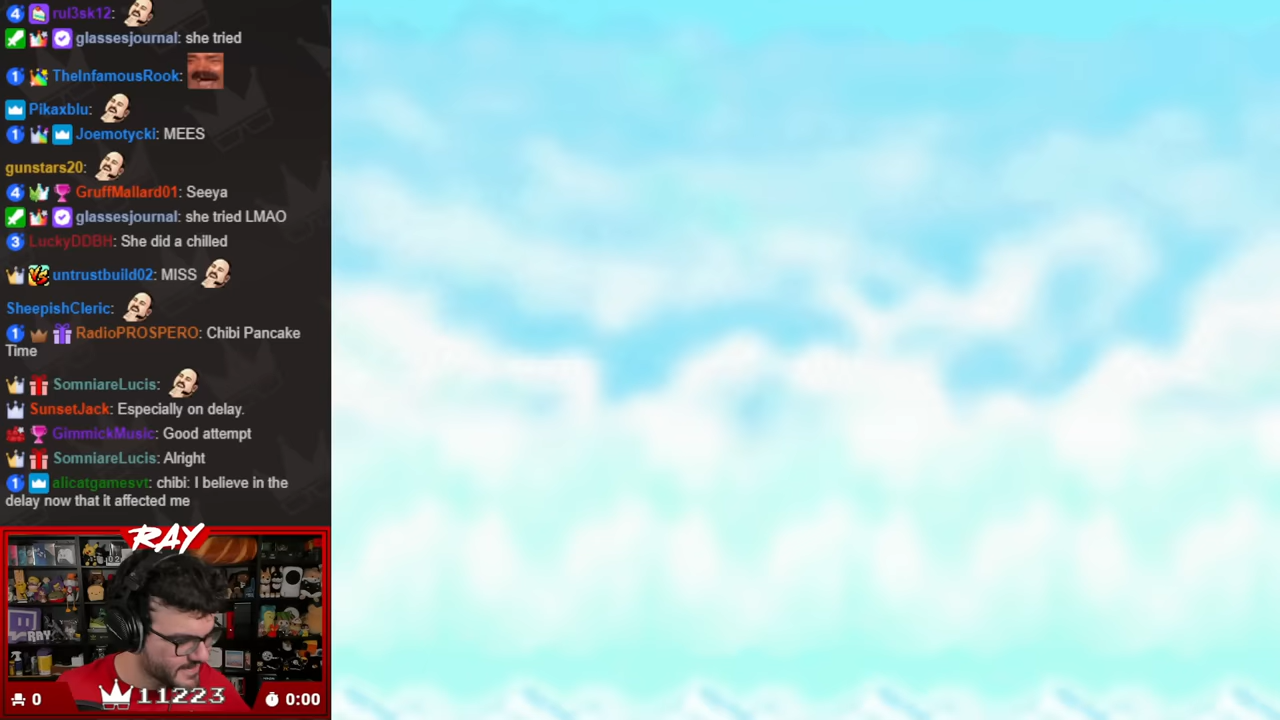 rul3sk12:
glassesjournal: she tried
TheInfamousRook:
Pikaxblu:
Joemotycki: MEES
gunstars20:
GruffMallard01: Seeya
glassesjournal: she tried LMAO
LuckyDDBH: She did a chilled
untrustbuild02: MISS
SheepishCleric:
RadioPROSPERO: Chibi Pancake
Time
SomniareLucis:
SunsetJack: Especially on delay.
GimmickMusic: Good attempt
SomniareLucis: Alright
alicatgamesvt: chibi: I believe in the
delay now that it affected me
RAY
RAY
0 11223 0:00